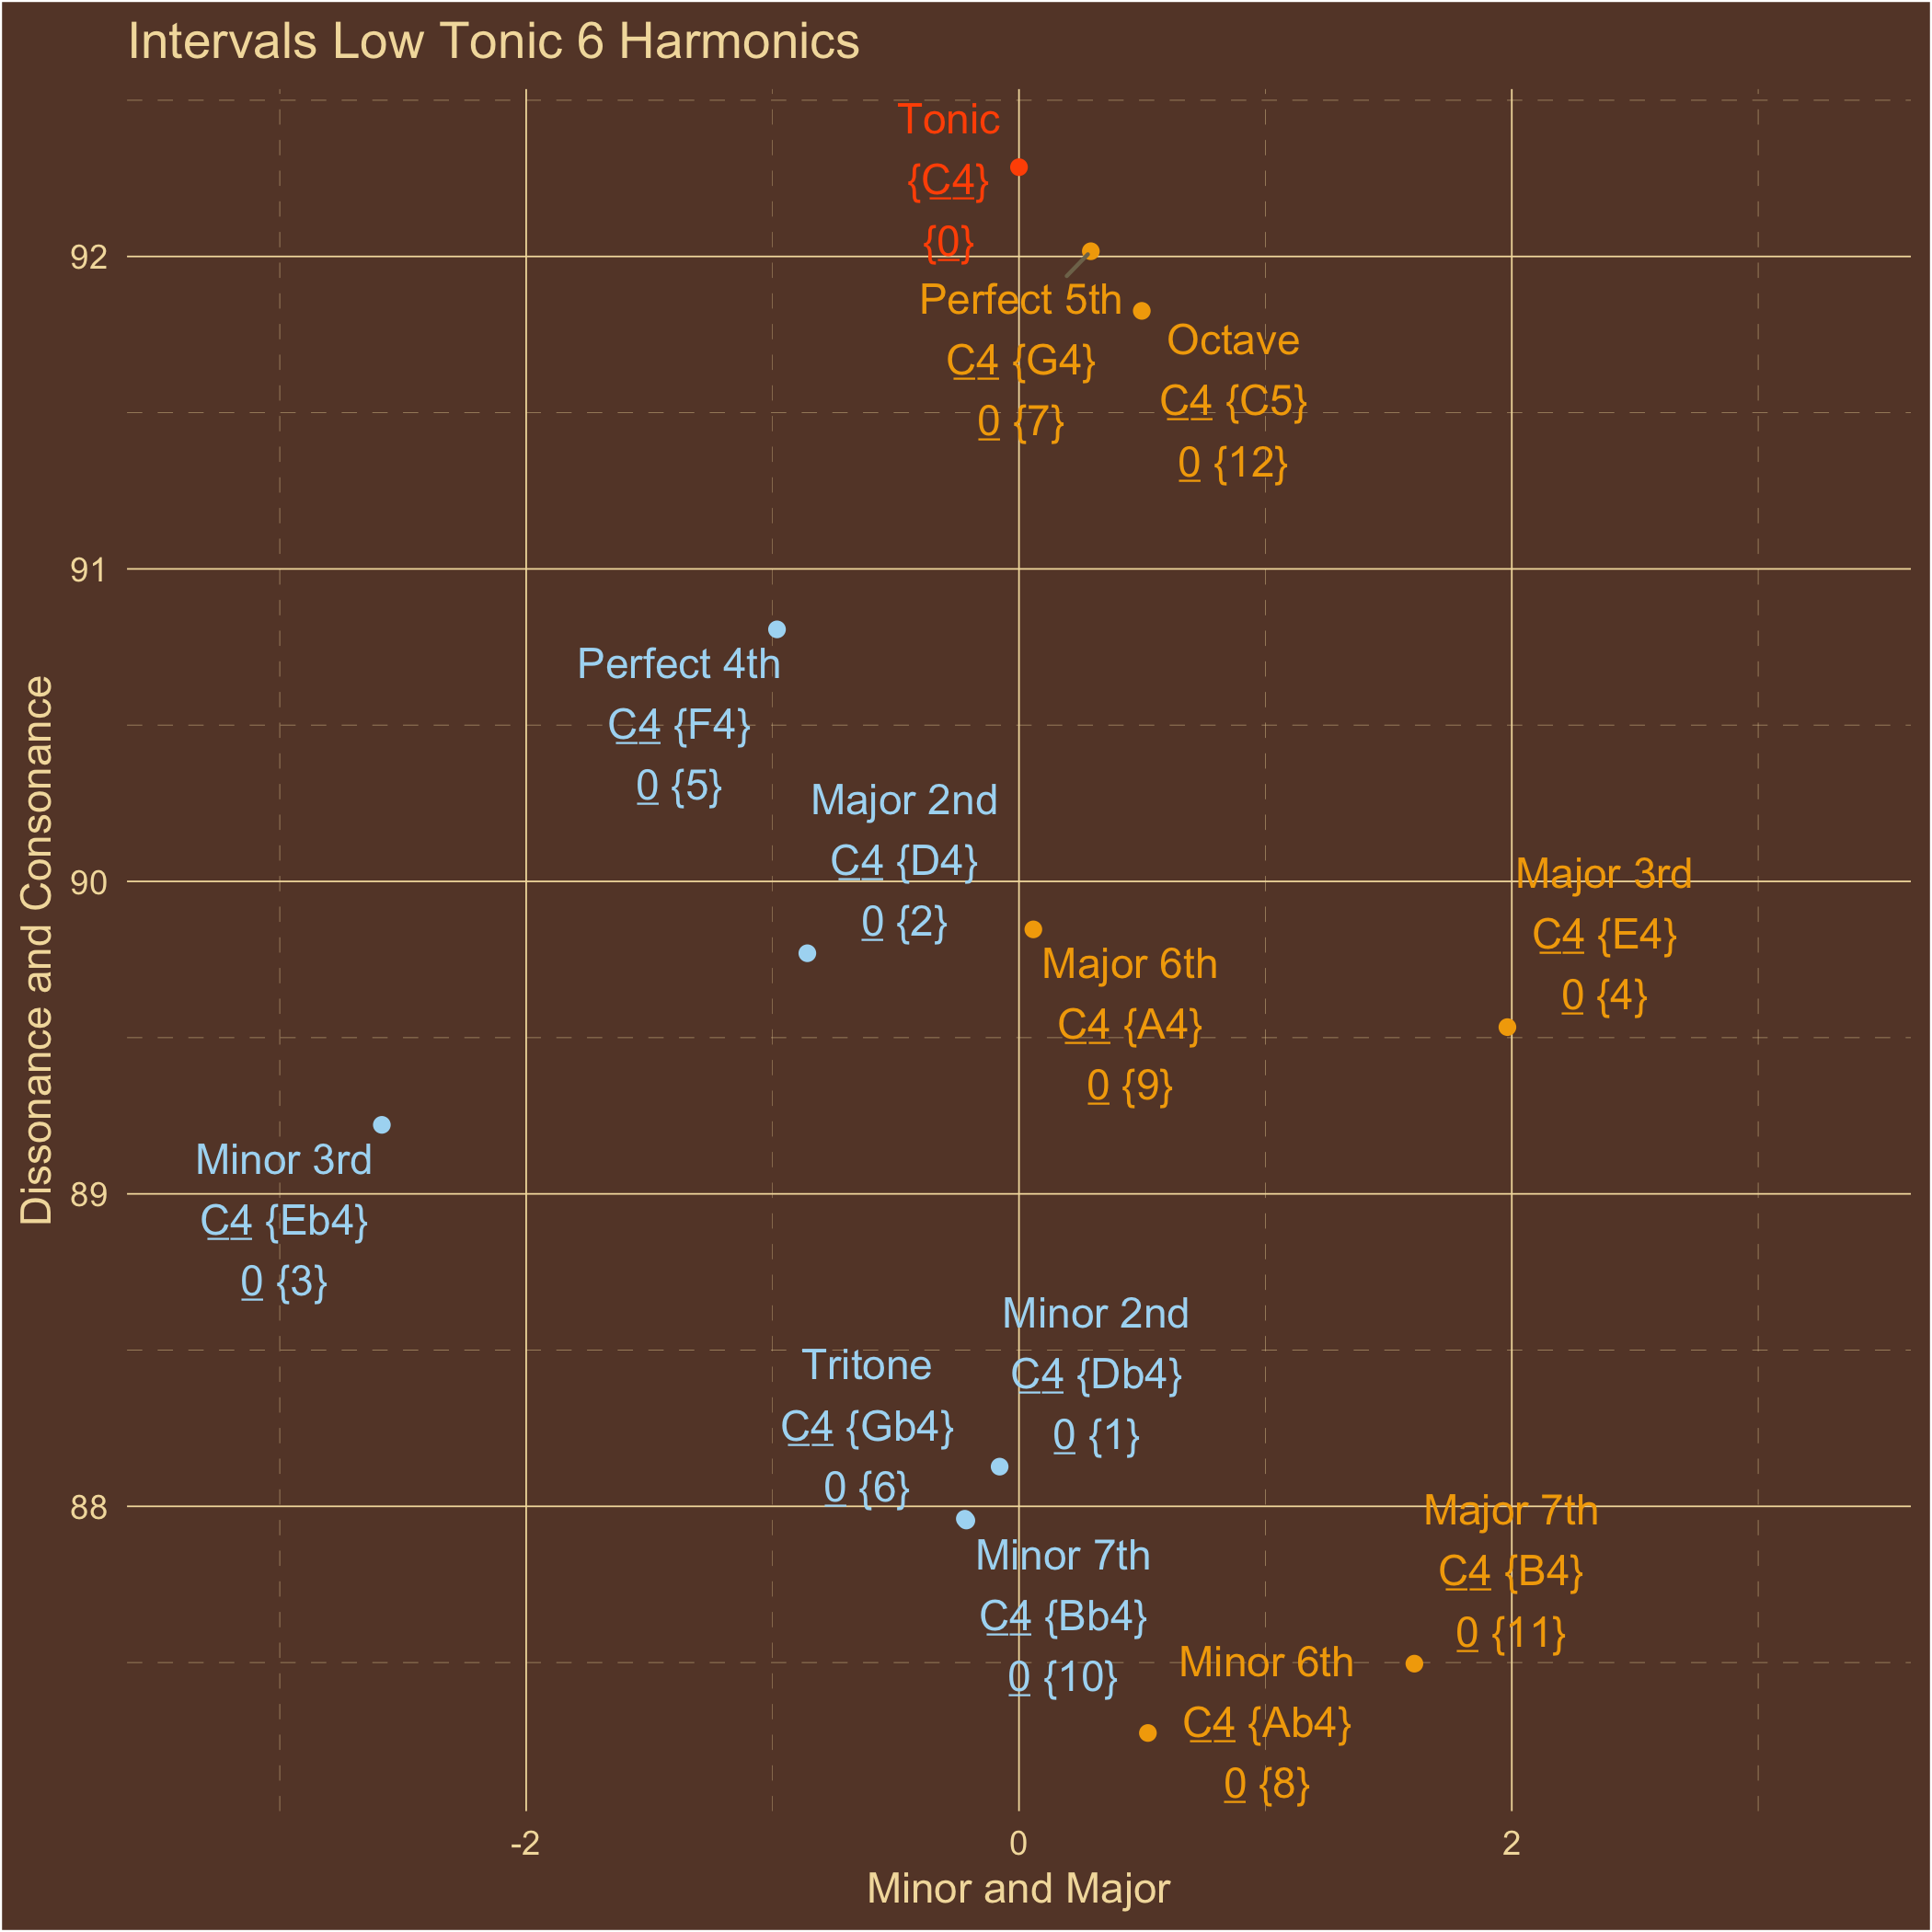 Intervals Low Tonic 6 Harmonics
Tonic
{C4}
{0}
92
Perfect 5th
C4 {G4}
0 {7}
Octave
C4 {C5}
0 {12}
91
Perfect 4th
C4 {F4}
0 {5}
Major 2nd
C4 {D4}
0 {2}
90
Major 3rd
C4 {E4}
0 {4}
Major 6th
C4 {A4}
0 {9}
Minor 3rd
C4 {Eb4}
0 {3}
89
Minor 2nd
C4 {Db4}
0 {1}
Tritone
C4 {Gb4}
0 {6}
88
Major 7th
C4 {B4}
0 {11}
Minor 7th
C4 {Bb4}
0 {10}
Minor 6th
C4 {Ab4}
0 {8}
Dissonance and Consonance
-2
0
2
Minor and Major